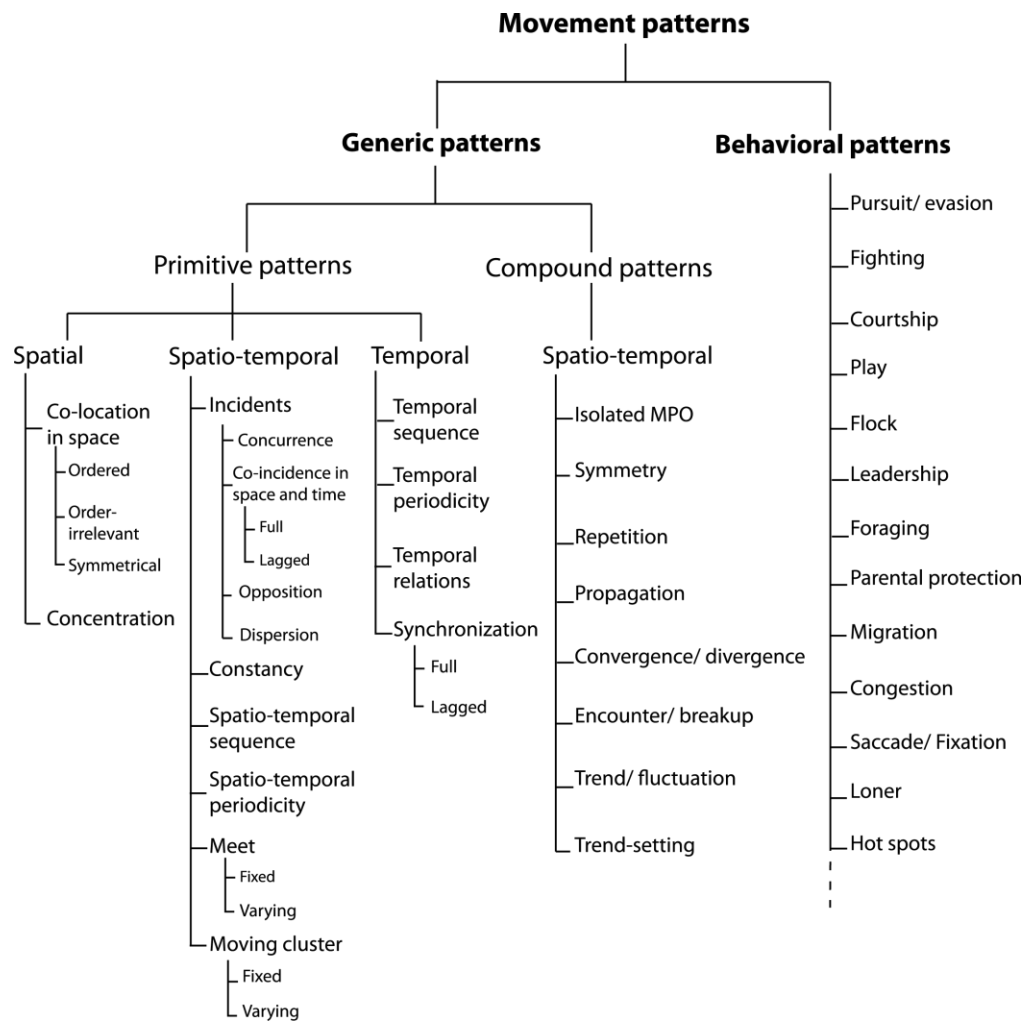 Movement patterns
Generic patterns
Behavioral patterns
Primitive patterns
Compound patterns
Spatial
Co-location
in space
Ordered
Order-
irrelevant
Symmetrical
Concentration
Spatio-temporal
Incidents
Concurrence
Co-incidence in
space and time
Full
Lagged
Opposition
Dispersion
Constancy
Spatio-temporal
sequence
Spatio-temporal
periodicity
Meet
Fixed
Varying
Moving cluster
Fixed
Varying
Temporal
Temporal
sequence
Temporal
periodicity
Temporal
relations
Synchronization
Full
Lagged
Spatio-temporal
Isolated MPO
Symmetry
Repetition
Propagation
Convergence/ divergence
Encounter/ breakup
Trend/ fluctuation
Trend-setting
Pursuit/ evasion
Fighting
Courtship
Play
Flock
Leadership
Foraging
Parental protection
Migration
Congestion
Saccade/ Fixation
Loner
Hot spots